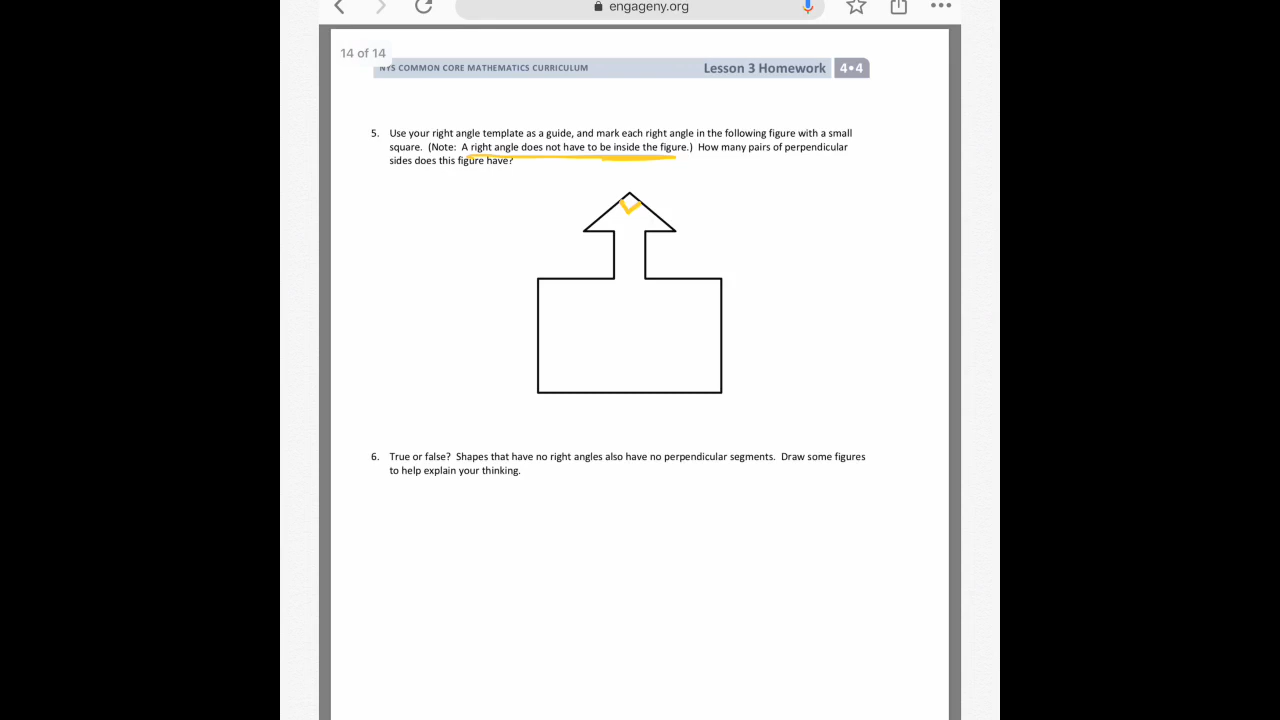 engageny.org
14 of 14
NYS COMMON CORE MATHEMATICS CURRICULUM Lesson 3 Homework 4•4
5. Use your right angle template as a guide, and mark each right angle in the following figure with a small
square. (Note: A right angle does not have to be inside the figure.) How many pairs of perpendicular
sides does this figure have?
6. True or false? Shapes that have no right angles also have no perpendicular segments. Draw some figures
to help explain your thinking.